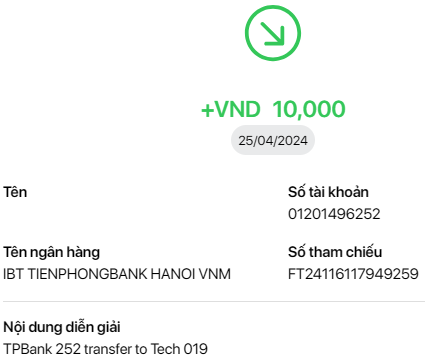 +VND 10,000
25/04/2024
Tên
Số tài khoản
01201496252
Tên ngân hàng
IBT TIENPHONGBANK HANOI VNM
Số tham chiếu
FT24116117949259
Nội dung diễn giải
TPBank 252 transfer to Tech 019